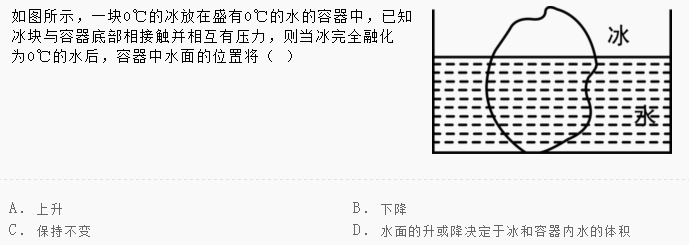 如图所示，一块0℃的冰放在盛有0℃的水的容器中，已知
冰块与容器底部相接触并相互有压力，则当冰完全融化
为0℃的水后，容器中水面的位置将（ ）
冰
水
A. 上升
B. 下降
C. 保持不变
D. 水面的升或降决定于冰和容器内水的体积